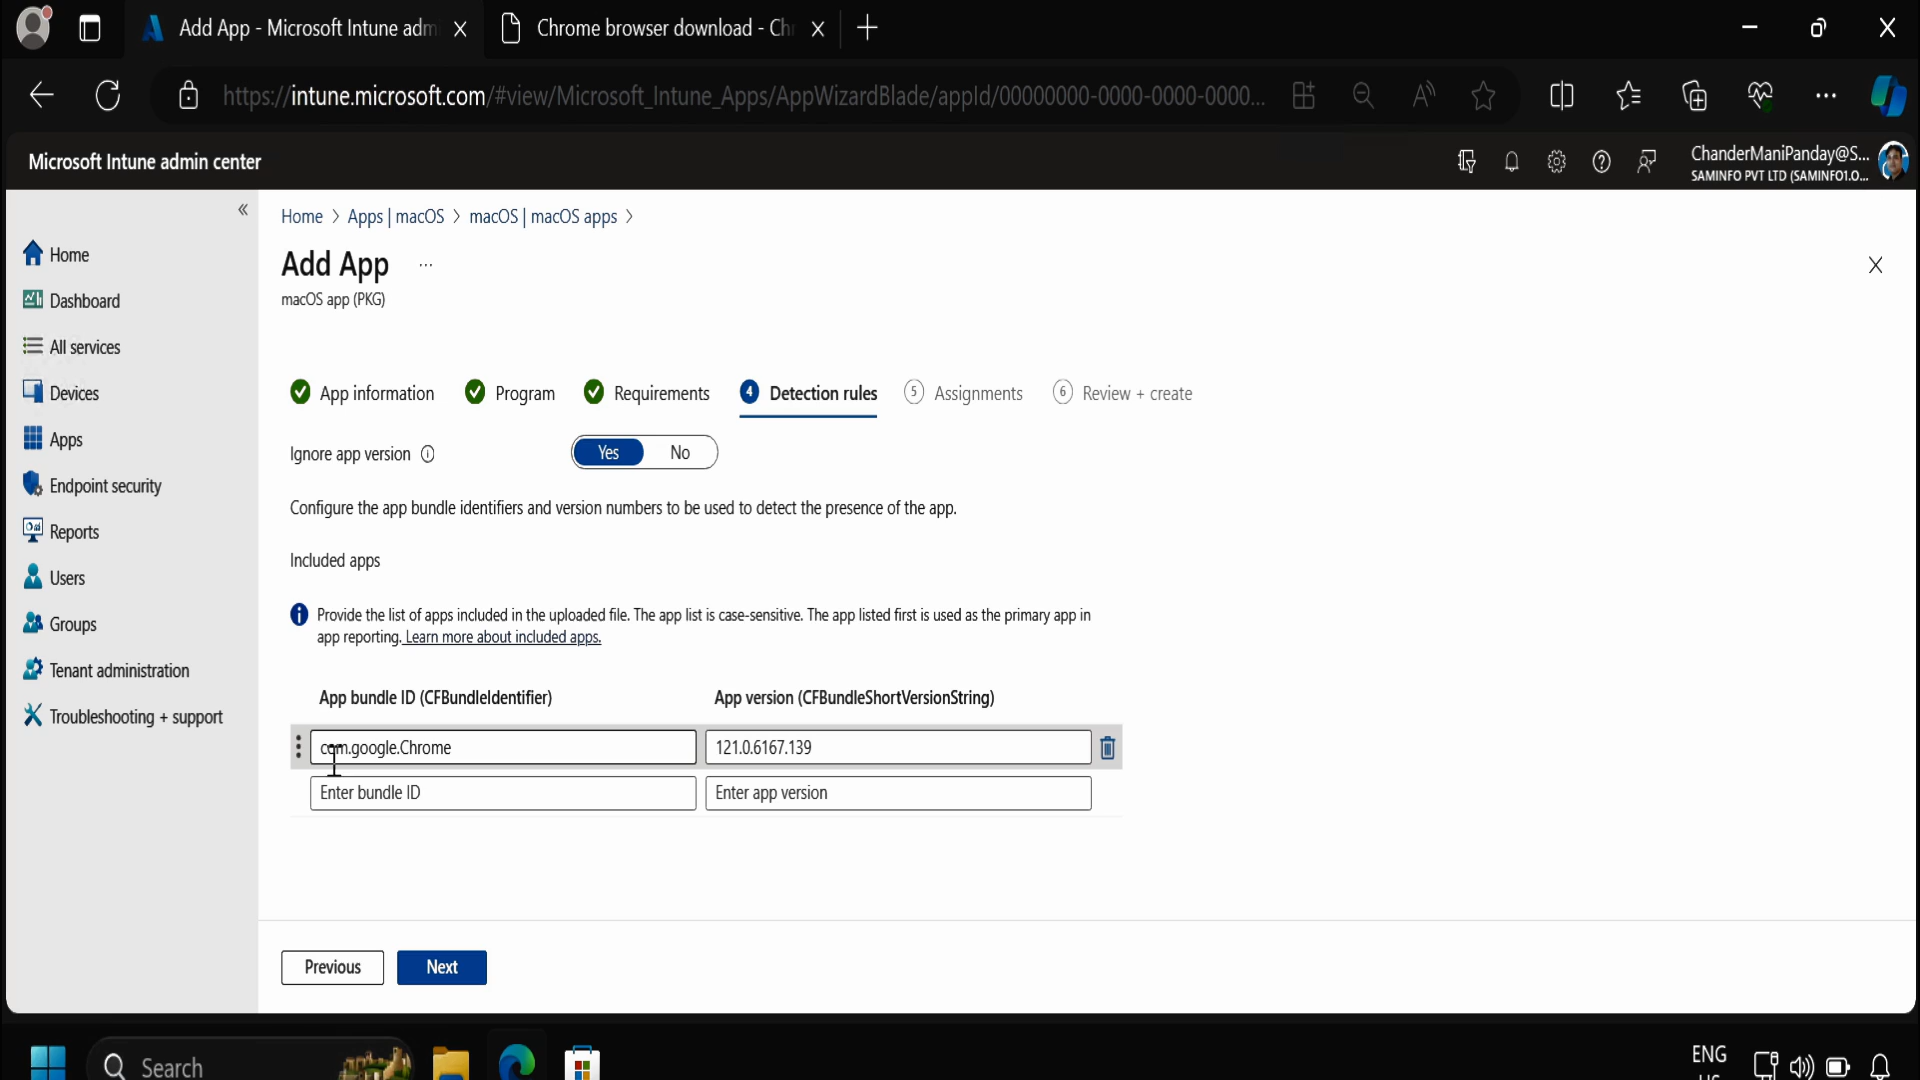 Add App - Microsoft Intune adm
Chrome browser download - Ch
https://intune.microsoft.com/#view/Microsoft_Intune_Apps/AppWizardBlade/appId/00000000-0000-0000-0000...
Microsoft Intune admin center
ChanderManiPanday@S...
SAMINFO PVT LTD (SAMINFO1.O...
Home
Dashboard
All services
Devices
Apps
Endpoint security
Reports
Users
Groups
Tenant administration
Troubleshooting + support
Home > Apps | macOS > macOS | macOS apps >
Add App ...
macOS app (PKG)
App information Program Requirements 4 Detection rules 5 Assignments 6 Review + create
Ignore app version Yes No
Configure the app bundle identifiers and version numbers to be used to detect the presence of the app.
Included apps
Provide the list of apps included in the uploaded file. The app list is case-sensitive. The app listed first is used as the primary app in
app reporting. Learn more about included apps.
App bundle ID (CFBundleIdentifier) App version (CFBundleShortVersionString)
com.google.Chrome 121.0.6167.139
Enter bundle ID Enter app version
Previous Next
Search
ENG